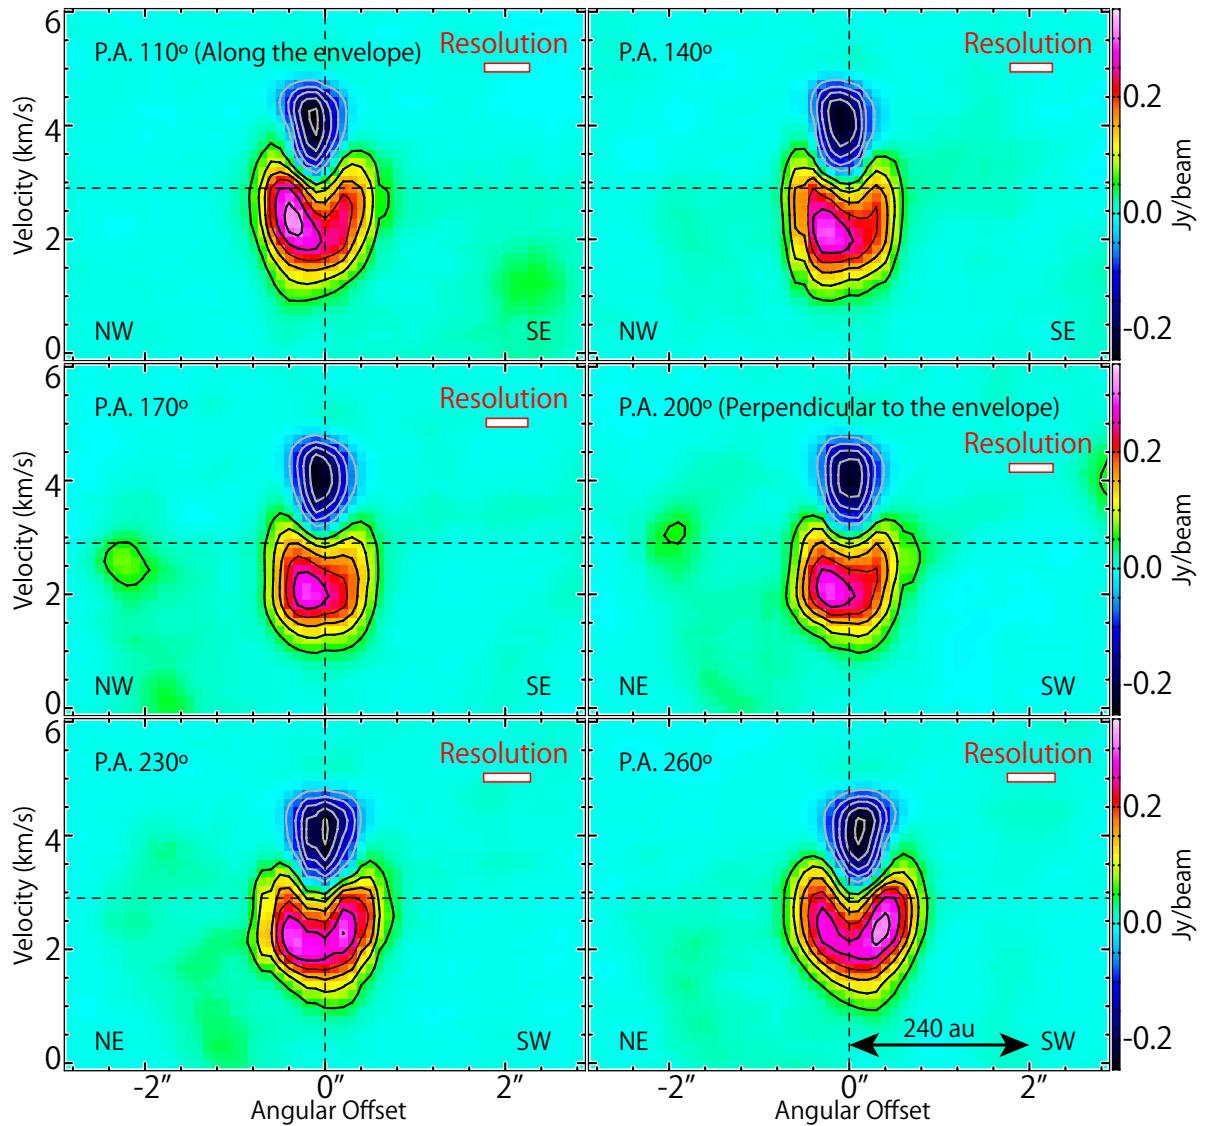 6
P.A. 110º (Along the envelope)
Resolution
4
Velocity (km/s)
2
NW
SE
0
P.A. 140º
Resolution
NW
SE
0.2
0.0
-0.2
Jy/beam
6
P.A. 170º
Resolution
4
Velocity (km/s)
2
NW
SE
0
P.A. 200º (Perpendicular to the envelope)
Resolution
NE
SW
0.2
0.0
-0.2
Jy/beam
6
P.A. 230º
Resolution
4
Velocity (km/s)
2
NE
SW
0
-2″ 0″ 2″
Angular Offset
P.A. 260º
Resolution
240 au
NE
SW
-2″ 0″ 2″
Angular Offset
0.2
0.0
-0.2
Jy/beam